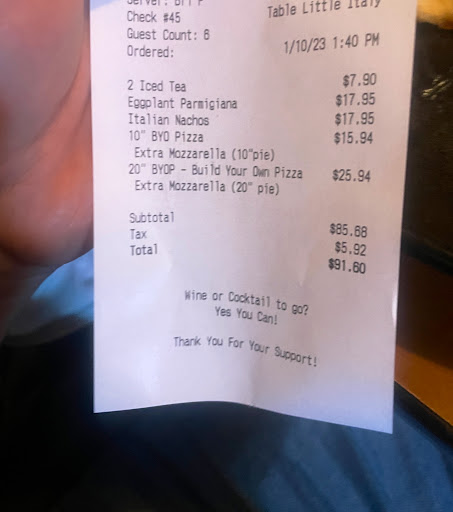 Check #45 Table Little Italy
Guest Count: 6
Ordered: 1/10/23 1:40 PM
2 Iced Tea $7.90
Eggplant Parmigiana $17.95
Italian Nachos $17.95
10" BYO Pizza $15.94
Extra Mozzarella (10"pie)
20" BYOP - Build Your Own Pizza $25.94
Extra Mozzarella (20" pie)
Subtotal $85.68
Tax $5.92
Total $91.60
Wine or Cocktail to go?
Yes You Can!
Thank You For Your Support!